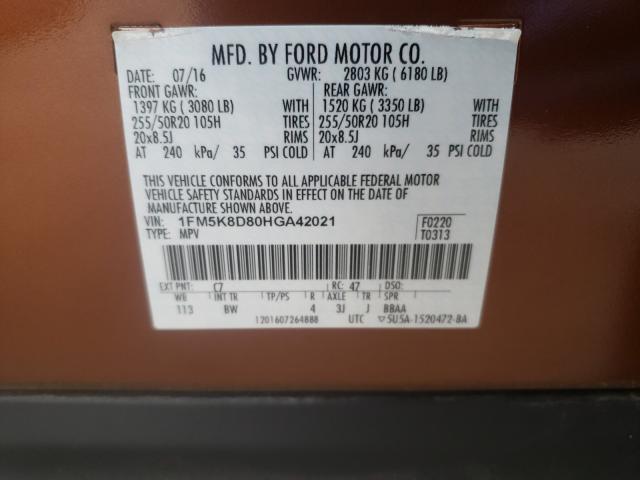 MFD. BY FORD MOTOR CO.
DATE: 07/16 GVWR: 2803 KG ( 6180 LB)
FRONT GAWR: REAR GAWR:
1397 KG ( 3080 LB) WITH 1520 KG ( 3350 LB) WITH
255/50R20 105H TIRES 255/50R20 105H TIRES
20x8.5J RIMS 20x8.5J RIMS
AT 240 kPa/ 35 PSI COLD AT 240 kPa/ 35 PSI COLD
THIS VEHICLE CONFORMS TO ALL APPLICABLE FEDERAL MOTOR
VEHICLE SAFETY STANDARDS IN EFFECT ON THE DATE OF
MANUFACTURE SHOWN ABOVE.
VIN: 1FM5K8D80HGA42021 F0220
TYPE: MPV T0313
EXT PNT: C7 RC: 47 DSO:
WB INT TR TP/PS R AXLE TR SPR
113 BW 4 3J J BBAA
1201607264888 UTC ▽5U5A-1520472-BA